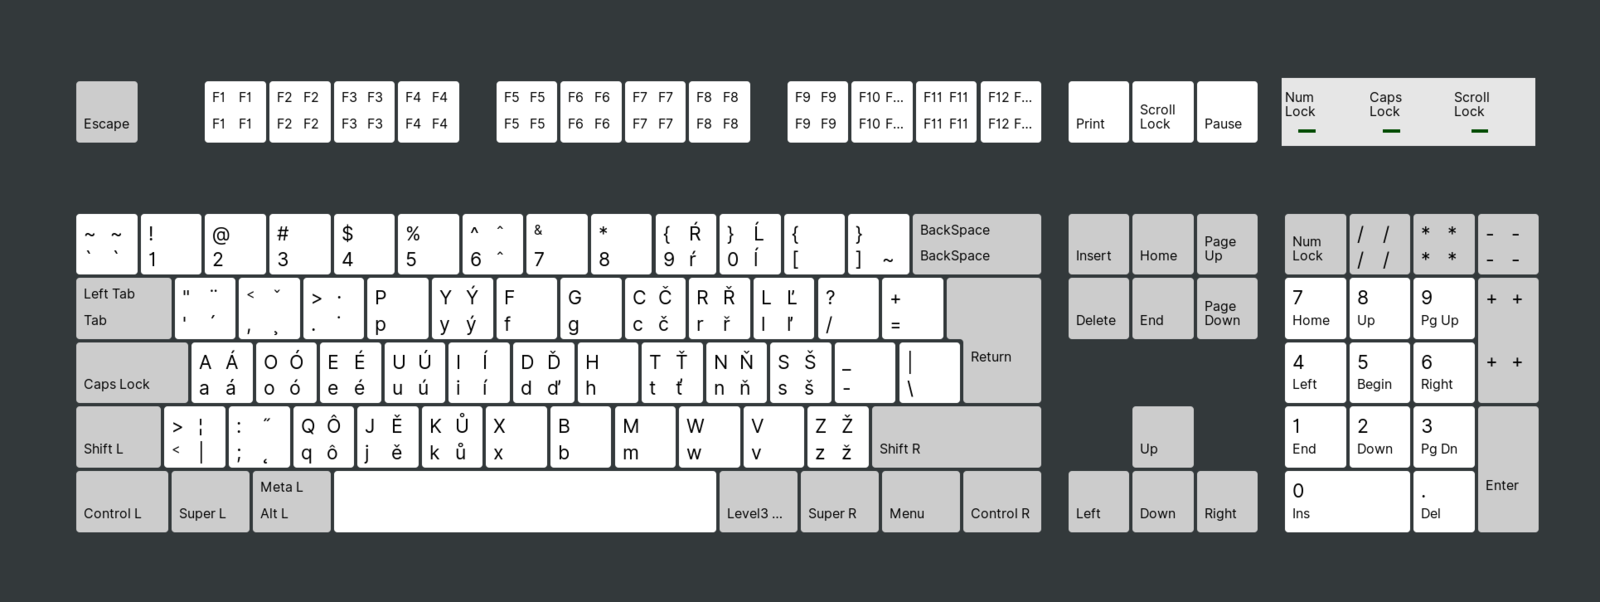 F1 F1 F2 F2 F3 F3 F4 F4 F5 F5 F6 F6 F7 F7 F8 F8 F9 F9 F10 F... F11 F11 F12 F...
Escape F1 F1 F2 F2 F3 F3 F4 F4 F5 F5 F6 F6 F7 F7 F8 F8 F9 F9 F10 F... F11 F11 F12 F... Print Scroll Lock Pause Num Lock Caps Lock Scroll Lock
~ ~ ! @ # $ % ^ ˆ & * { Ŕ } Ĺ { } BackSpace
` ` 1 2 3 4 5 6 ˆ 7 8 9 ŕ 0 ĺ [ ] ~ BackSpace Insert Home Page Up Num Lock / / * * - -
/ / * * - -
Left Tab " ¨ < ˇ > · P Y Ý F G C Č R Ř L Ľ ? + 7 8 9 + +
Tab ' ´ , ¸ . ˙ p y ý f g c č r ř l ľ / = Delete End Page Down Home Up Pg Up
A Á O Ó E É U Ú I Í D Ď H T Ť N Ň S Š _ | Return 4 5 6 + +
Caps Lock a á o ó e é u ú i í d ď h t ť n ň s š - \ Left Begin Right
> ¦ : ˝ Q Ô J Ě K Ů X B M W V Z Ž 1 2 3
Shift L < | ; ˛ q ô j ě k ů x b m w v z ž Shift R Up End Down Pg Dn
Meta L 0 . Enter
Control L Super L Alt L Level3 ... Super R Menu Control R Left Down Right Ins Del